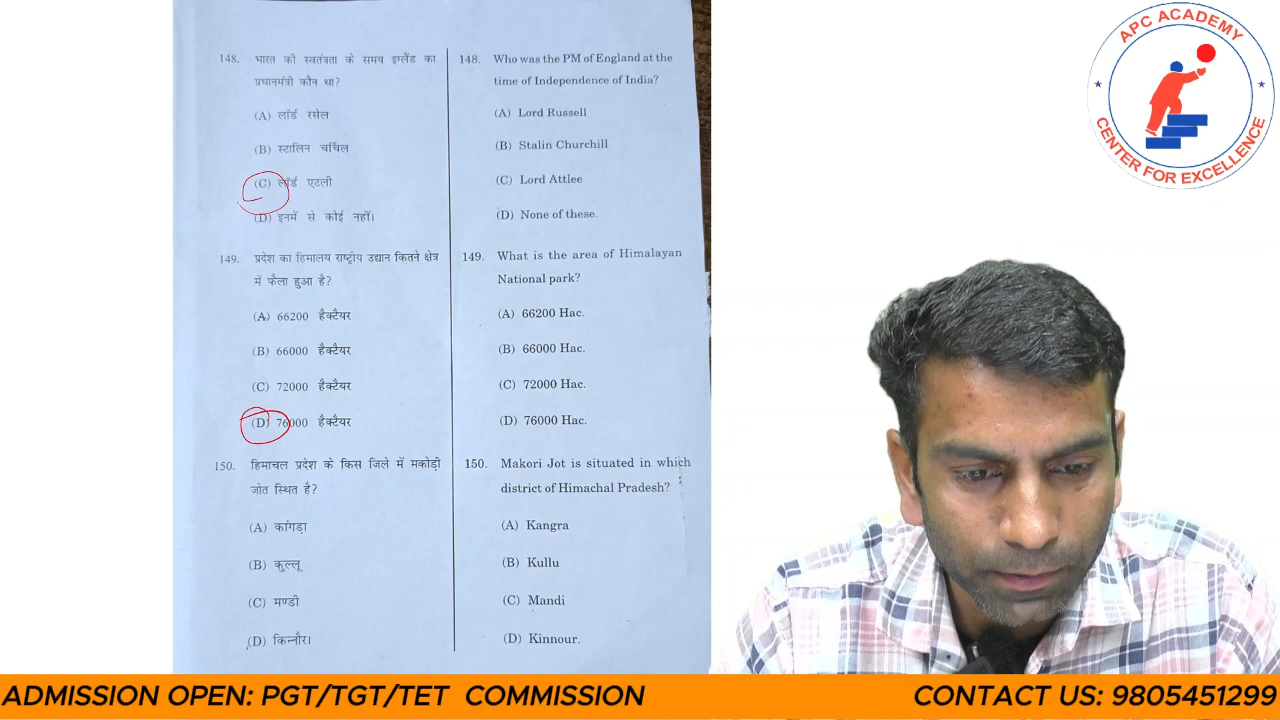 148. भारत की स्वतंत्रता के समय इग्लैंड का
प्रधानमंत्री कौन था?
(A) लॉर्ड रसेल
(B) स्टालिन चर्चिल
(C) लॉर्ड एटली
(D) इनमें से कोई नहीं।
149. प्रदेश का हिमालय राष्ट्रीय उद्यान कितने क्षेत्र
में फैला हुआ है?
(A) 66200 हैक्टेयर
(B) 66000 हैक्टेयर
(C) 72000 हैक्टेयर
(D) 76000 हैक्टेयर
150. हिमाचल प्रदेश के किस जिले में मकोड़ी
जोत स्थित है?
(A) कांगड़ा
(B) कुल्लू
(C) मण्डी
(D) किन्नौर।
148. Who was the PM of England at the
time of Independence of India?
(A) Lord Russell
(B) Stalin Churchill
(C) Lord Attlee
(D) None of these.
149. What is the area of Himalayan
National park?
(A) 66200 Hac.
(B) 66000 Hac.
(C) 72000 Hac.
(D) 76000 Hac.
150. Makori Jot is situated in which
district of Himachal Pradesh?
(A) Kangra
(B) Kullu
(C) Mandi
(D) Kinnour.
APC ACADEMY
CENTER FOR EXCELLENCE
ADMISSION OPEN: PGT/TGT/TET COMMISSION
CONTACT US: 9805451299